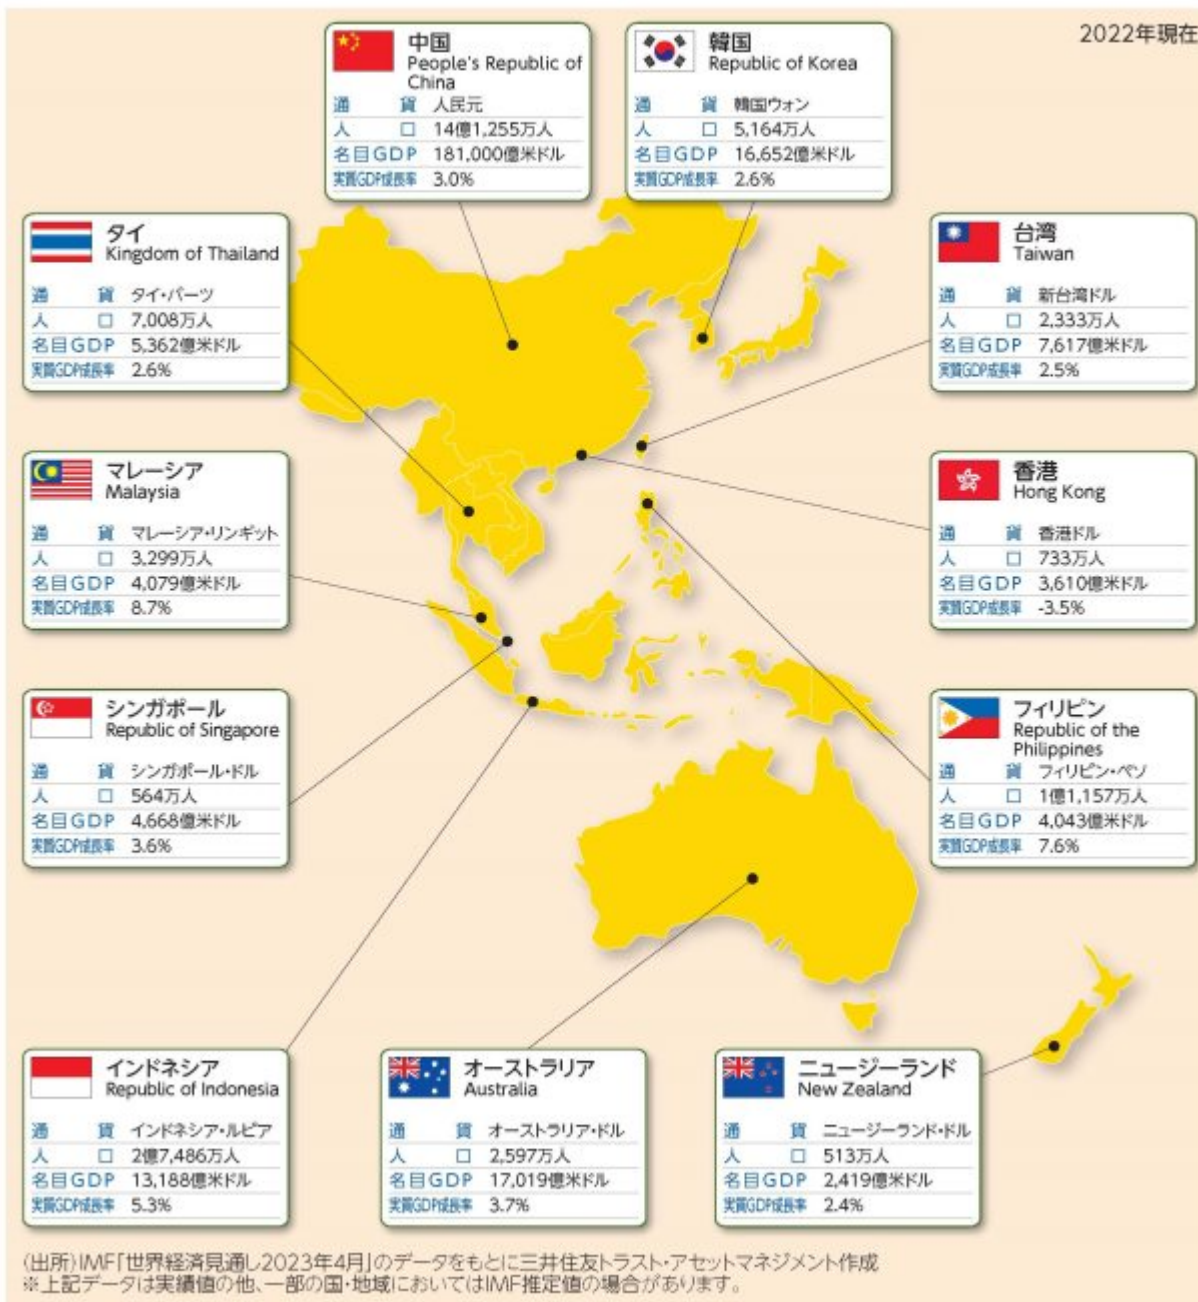 2022年現在
中国
People's Republic of
China
通貨 人民元
人口 14億1,255万人
名目GDP 181,000億米ドル
実質GDP成長率 3.0%
韓国
Republic of Korea
通貨 韓国ウォン
人口 5,164万人
名目GDP 16,652億米ドル
実質GDP成長率 2.6%
タイ
Kingdom of Thailand
通貨 タイ・バーツ
人口 7,008万人
名目GDP 5,362億米ドル
実質GDP成長率 2.6%
台湾
Taiwan
通貨 新台湾ドル
人口 2,333万人
名目GDP 7,617億米ドル
実質GDP成長率 2.5%
マレーシア
Malaysia
通貨 マレーシア・リンギット
人口 3,299万人
名目GDP 4,079億米ドル
実質GDP成長率 8.7%
香港
Hong Kong
通貨 香港ドル
人口 733万人
名目GDP 3,610億米ドル
実質GDP成長率 -3.5%
シンガポール
Republic of Singapore
通貨 シンガポール・ドル
人口 564万人
名目GDP 4,668億米ドル
実質GDP成長率 3.6%
フィリピン
Republic of the
Philippines
通貨 フィリピン・ペソ
人口 1億1,157万人
名目GDP 4,043億米ドル
実質GDP成長率 7.6%
インドネシア
Republic of Indonesia
通貨 インドネシア・ルピア
人口 2億7,486万人
名目GDP 13,188億米ドル
実質GDP成長率 5.3%
オーストラリア
Australia
通貨 オーストラリア・ドル
人口 2,597万人
名目GDP 17,019億米ドル
実質GDP成長率 3.7%
ニュージーランド
New Zealand
通貨 ニュージーランド・ドル
人口 513万人
名目GDP 2,419億米ドル
実質GDP成長率 2.4%
(出所)IMF「世界経済見通し2023年4月」のデータをもとに三井住友トラスト・アセットマネジメント作成
※上記データは実績値の他、一部の国・地域においてはIMF推定値の場合があります。